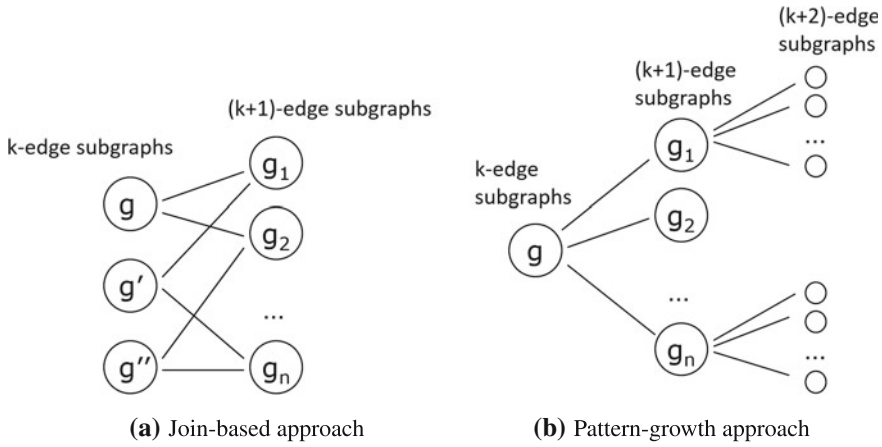 (k+1)-edge subgraphs
k-edge subgraphs
g
g'
g''
g1
g2
...
gn
(a) Join-based approach
(k+2)-edge
subgraphs
(k+1)-edge
subgraphs
k-edge
subgraphs
g
g1
g2
...
gn
...
...
(b) Pattern-growth approach